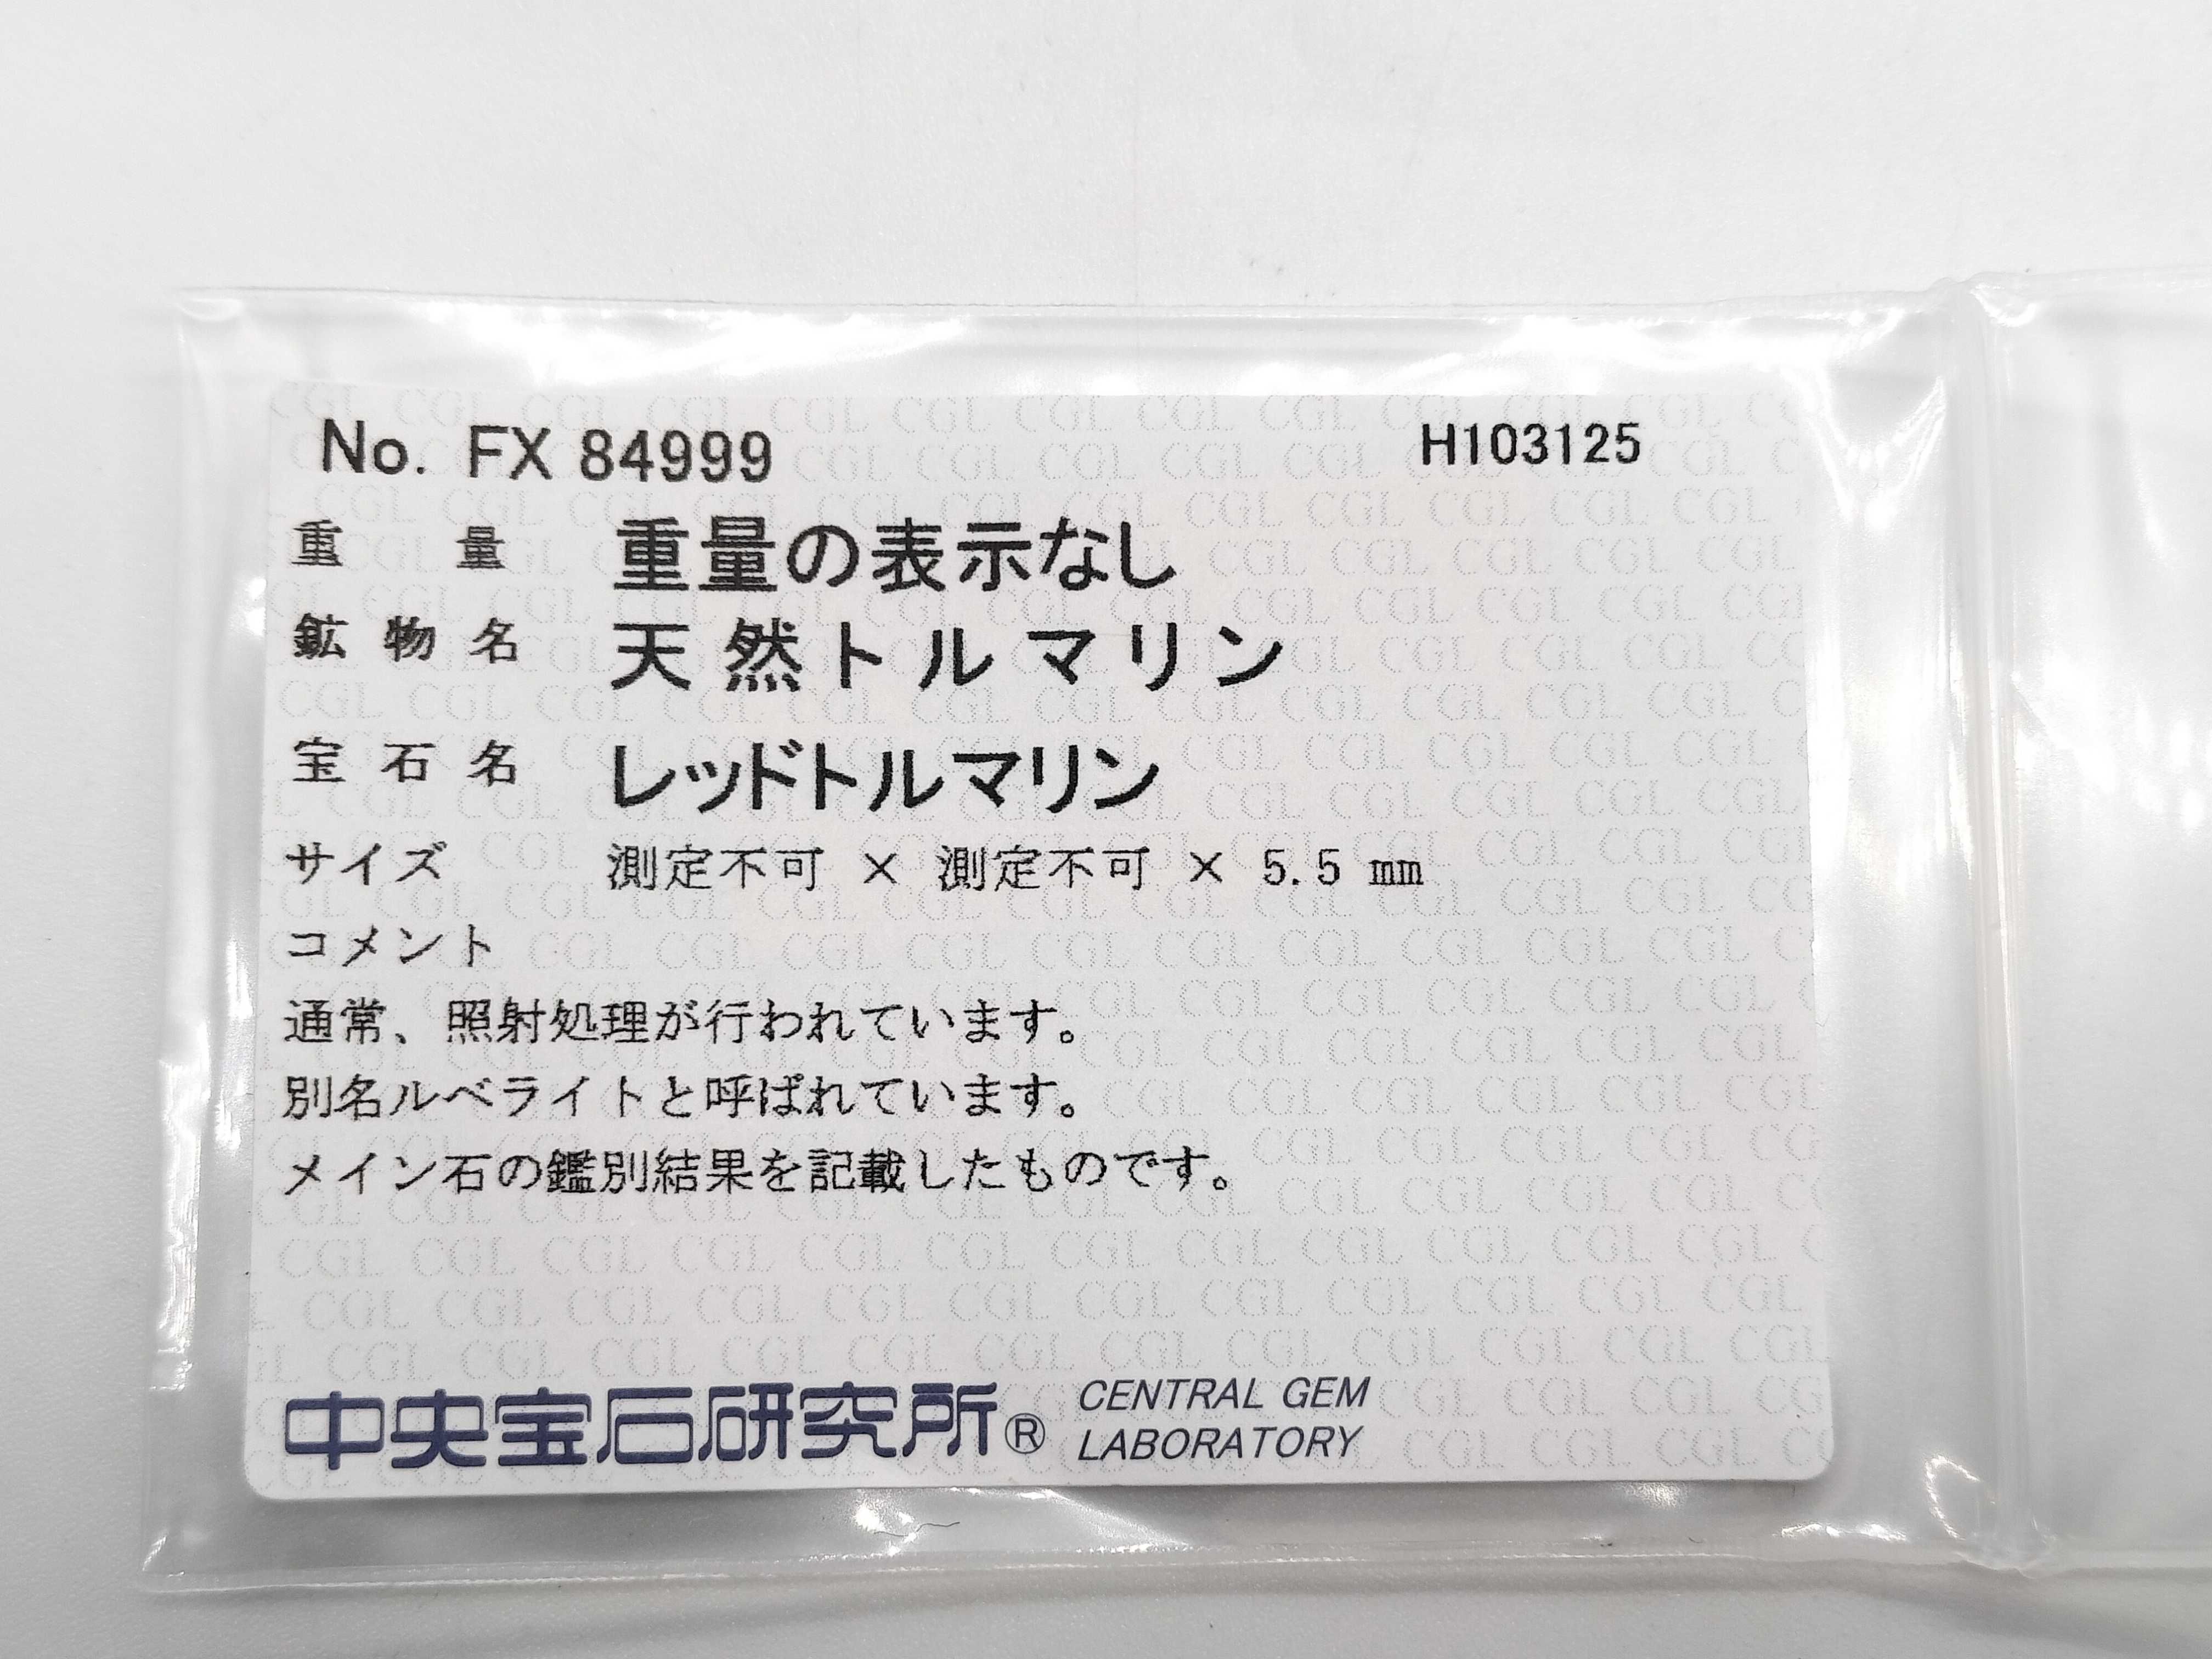 No. FX 84999 H103125
重量 重量の表示なし
鉱物名 天然トルマリン
宝石名 レッドトルマリン
サイズ 測定不可 × 測定不可 × 5.5 mm
コメント
通常、照射処理が行われています。
別名ルベライトと呼ばれています。
メイン石の鑑別結果を記載したものです。
中央宝石研究所® CENTRAL GEM
LABORATORY